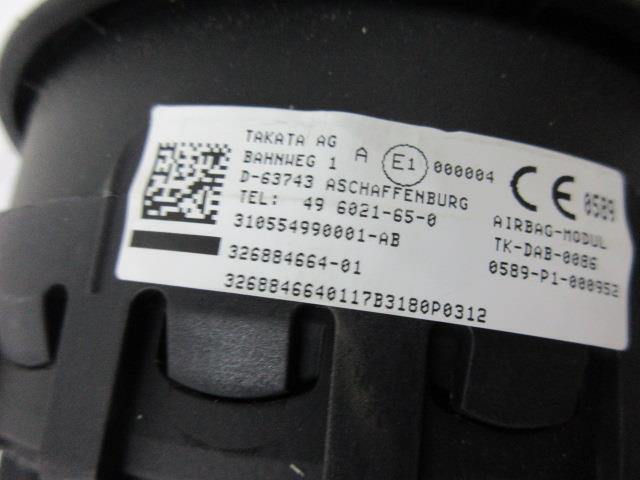 TAKATA AG
BAHNWEG 1 A E1 000004
D-63743 ASCHAFFENBURG
TEL: 49 6021-65-0
310554990001-AB
326884664-01
3268846640117B3180P0312
CE 0589
AIRBAG-MODUL
TK-DAB-0086
0589-P1-000952